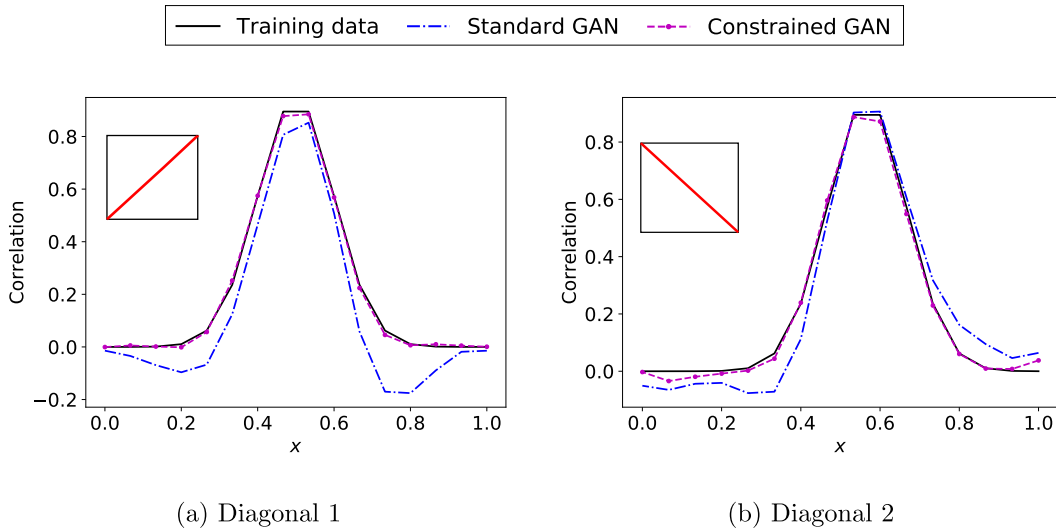 Training data Standard GAN Constrained GAN
Correlation
0.8
0.6
0.4
0.2
0.0
−0.2
0.0 0.2 0.4 0.6 0.8 1.0
x
(a) Diagonal 1
Correlation
0.8
0.6
0.4
0.2
0.0
0.0 0.2 0.4 0.6 0.8 1.0
x
(b) Diagonal 2